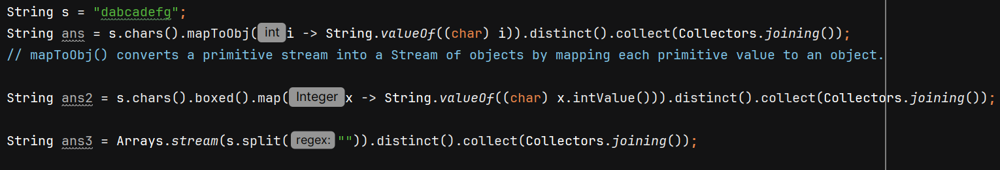 String s = "dabcadefg";
String ans = s.chars().mapToObj( int i -> String.valueOf((char) i)).distinct().collect(Collectors.joining());
// mapToObj() converts a primitive stream into a Stream of objects by mapping each primitive value to an object.
String ans2 = s.chars().boxed().map( Integer x -> String.valueOf((char) x.intValue())).distinct().collect(Collectors.joining());
String ans3 = Arrays.stream(s.split( regex: "")).distinct().collect(Collectors.joining());